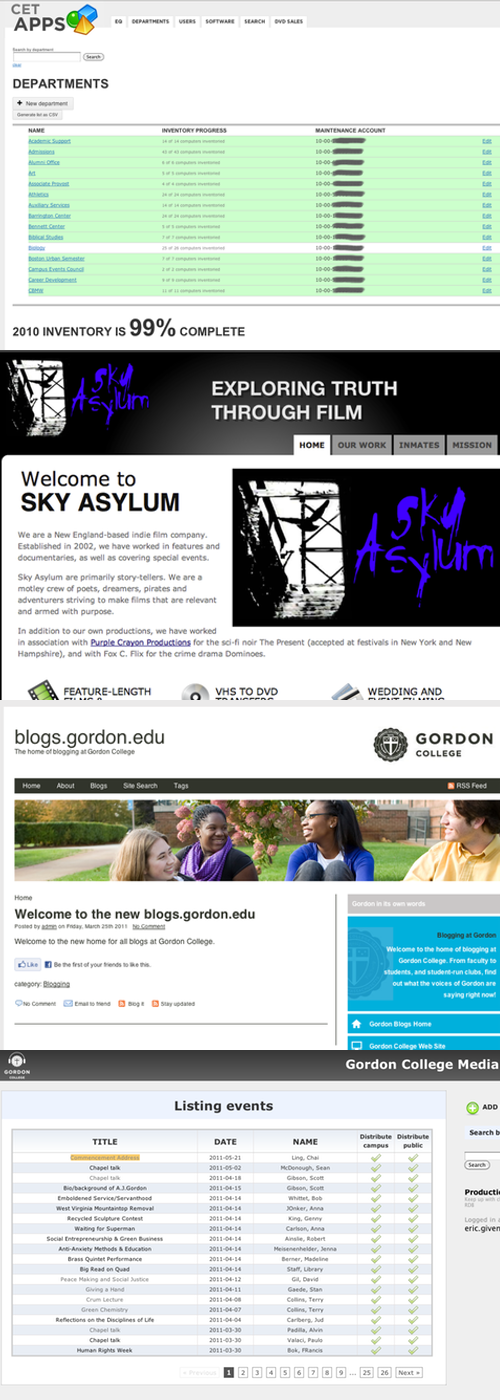 CET
APPS
EQ DEPARTMENTS USERS SOFTWARE SEARCH DVD SALES
Search by department
Search
clear
DEPARTMENTS
+ New department
Generate list as CSV
NAME INVENTORY PROGRESS MAINTENANCE ACCOUNT
Academic Support 14 of 14 computers inventoried 10-00- Edit
Admissions 43 of 43 computers inventoried 10-00- Edit
Alumni Office 6 of 6 computers inventoried 10-00- Edit
Art 5 of 5 computers inventoried 10-00- Edit
Associate Provost 4 of 4 computers inventoried 10-00- Edit
Athletics 24 of 24 computers inventoried 10-00- Edit
Auxiliary Services 14 of 14 computers inventoried 10-00- Edit
Barrington Center 24 of 24 computers inventoried 10-00- Edit
Bennett Center 5 of 5 computers inventoried 10-00- Edit
Biblical Studies 7 of 7 computers inventoried 10-00- Edit
Biology 25 of 26 computers inventoried 10-00- Edit
Boston Urban Semester 7 of 7 computers inventoried 10-00- Edit
Campus Events Council 2 of 2 computers inventoried 10-00- Edit
Career Development 9 of 9 computers inventoried 10-00- Edit
CBMW 11 of 11 computers inventoried 10-00- Edit
2010 INVENTORY IS 99% COMPLETE
Sky Asylum
EXPLORING TRUTH
THROUGH FILM
HOME OUR WORK INMATES MISSION
Welcome to
SKY ASYLUM
Sky
Asylum
We are a New England-based indie film company.
Established in 2002, we have worked in features and
documentaries, as well as covering special events.
Sky Asylum are primarily story-tellers. We are a
motley crew of poets, dreamers, pirates and
adventurers striving to make films that are relevant
and armed with purpose.
In addition to our own productions, we have worked
in association with Purple Crayon Productions for the sci-fi noir The Present (accepted at festivals in New York and New
Hampshire), and with Fox C. Flix for the crime drama Dominoes.
FEATURE-LENGTH VHS TO DVD WEDDING AND
FILMS & TRANSFERS EVENT FILMING
blogs.gordon.edu
The home of blogging at Gordon College
GORDON
COLLEGE
Home About Blogs Site Search Tags RSS Feed
Home
Welcome to the new blogs.gordon.edu
Posted by admin on Friday, March 25th 2011 No Comment
Welcome to the new home for all blogs at Gordon College.
Like Be the first of your friends to like this.
category: Blogging
No Comment Email to friend Blog it Stay updated
Gordon in its own words
Blogging at Gordon
Welcome to the home of blogging at
Gordon College. From faculty to
students, and student-run clubs, find
out what the voices of Gordon are
saying right now!
Gordon Blogs Home
Gordon College Web Site
GORDON
COLLEGE
Gordon College Media
Listing events
TITLE DATE NAME Distribute campus Distribute public
Commencement Address 2011-05-21 Ling, Chai
Chapel talk 2011-05-02 McDonough, Sean
Chapel talk 2011-04-18 Gibson, Scott
Bio/background of A.J.Gordon 2011-04-15 Gibson, Scott
Emboldened Service/Servanthood 2011-04-14 Whittet, Bob
West Virginia Mountaintop Removal 2011-04-14 JOnker, Anna
Recycled Sculpture Contest 2011-04-14 King, Genny
Waiting for Superman 2011-04-14 Carlson, Anna
Social Entrepreneurship & Green Business 2011-04-14 Ainslie, Robert
Anti-Anxiety Methods & Education 2011-04-14 Meisenenhelder, Jenna
Brass Quintet Performance 2011-04-14 Berner, Madeline
Big Read on Quad 2011-04-14 Staff, Library
Peace Making and Social Justice 2011-04-12 Gil, David
Giving a Hand 2011-04-11 Gaede, Stan
Crum Lecture 2011-04-08 Collins, Terry
Green Chemistry 2011-04-07 Collins, Terry
Reflections on the Disciplines of Life 2011-04-04 Carlberg, Jud
Chapel talk 2011-03-30 Padilla, Alvin
Chapel talk 2011-03-30 Valaci, Paulo
Human Rights Week 2011-03-30 Bok, FRancis
« Previous 1 2 3 4 5 6 7 8 9 ... 25 26 Next »
ADD
Search b
Search
Productio
Keep up with c
Logged in a
eric.given